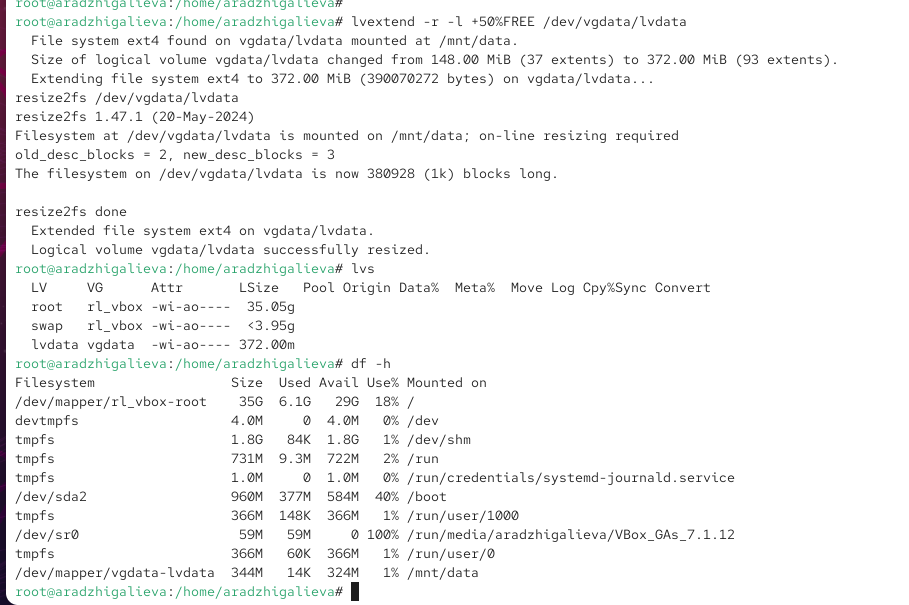 root@aradzhigalieva:/home/aradzhigalieva#
root@aradzhigalieva:/home/aradzhigalieva# lvextend -r -l +50%FREE /dev/vgdata/lvdata
  File system ext4 found on vgdata/lvdata mounted at /mnt/data.
  Size of logical volume vgdata/lvdata changed from 148.00 MiB (37 extents) to 372.00 MiB (93 extents).
  Extending file system ext4 to 372.00 MiB (390070272 bytes) on vgdata/lvdata...
resize2fs /dev/vgdata/lvdata
resize2fs 1.47.1 (20-May-2024)
Filesystem at /dev/vgdata/lvdata is mounted on /mnt/data; on-line resizing required
old_desc_blocks = 2, new_desc_blocks = 3
The filesystem on /dev/vgdata/lvdata is now 380928 (1k) blocks long.

resize2fs done
  Extended file system ext4 on vgdata/lvdata.
  Logical volume vgdata/lvdata successfully resized.
root@aradzhigalieva:/home/aradzhigalieva# lvs
  LV     VG      Attr       LSize   Pool Origin Data%  Meta%  Move Log Cpy%Sync Convert
  root   rl_vbox -wi-ao----  35.05g
  swap   rl_vbox -wi-ao----  <3.95g
  lvdata vgdata  -wi-ao---- 372.00m
root@aradzhigalieva:/home/aradzhigalieva# df -h
Filesystem                 Size  Used Avail Use% Mounted on
/dev/mapper/rl_vbox-root    35G  6.1G   29G  18% /
devtmpfs                   4.0M     0  4.0M   0% /dev
tmpfs                      1.8G   84K  1.8G   1% /dev/shm
tmpfs                      731M  9.3M  722M   2% /run
tmpfs                      1.0M     0  1.0M   0% /run/credentials/systemd-journald.service
/dev/sda2                  960M  377M  584M  40% /boot
tmpfs                      366M  148K  366M   1% /run/user/1000
/dev/sr0                    59M   59M     0 100% /run/media/aradzhigalieva/VBox_GAs_7.1.12
tmpfs                      366M   60K  366M   1% /run/user/0
/dev/mapper/vgdata-lvdata  344M   14K  324M   1% /mnt/data
root@aradzhigalieva:/home/aradzhigalieva#